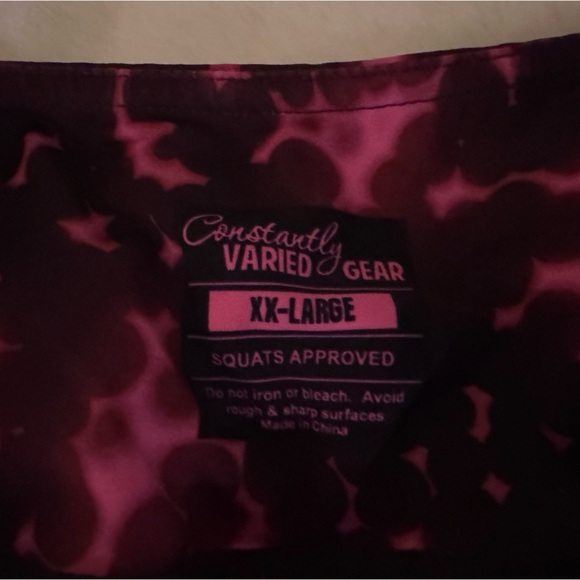 Constantly
VARIED GEAR
XX-LARGE
SQUATS APPROVED
Do not iron or bleach. Avoid
rough & sharp surfaces
Made in China